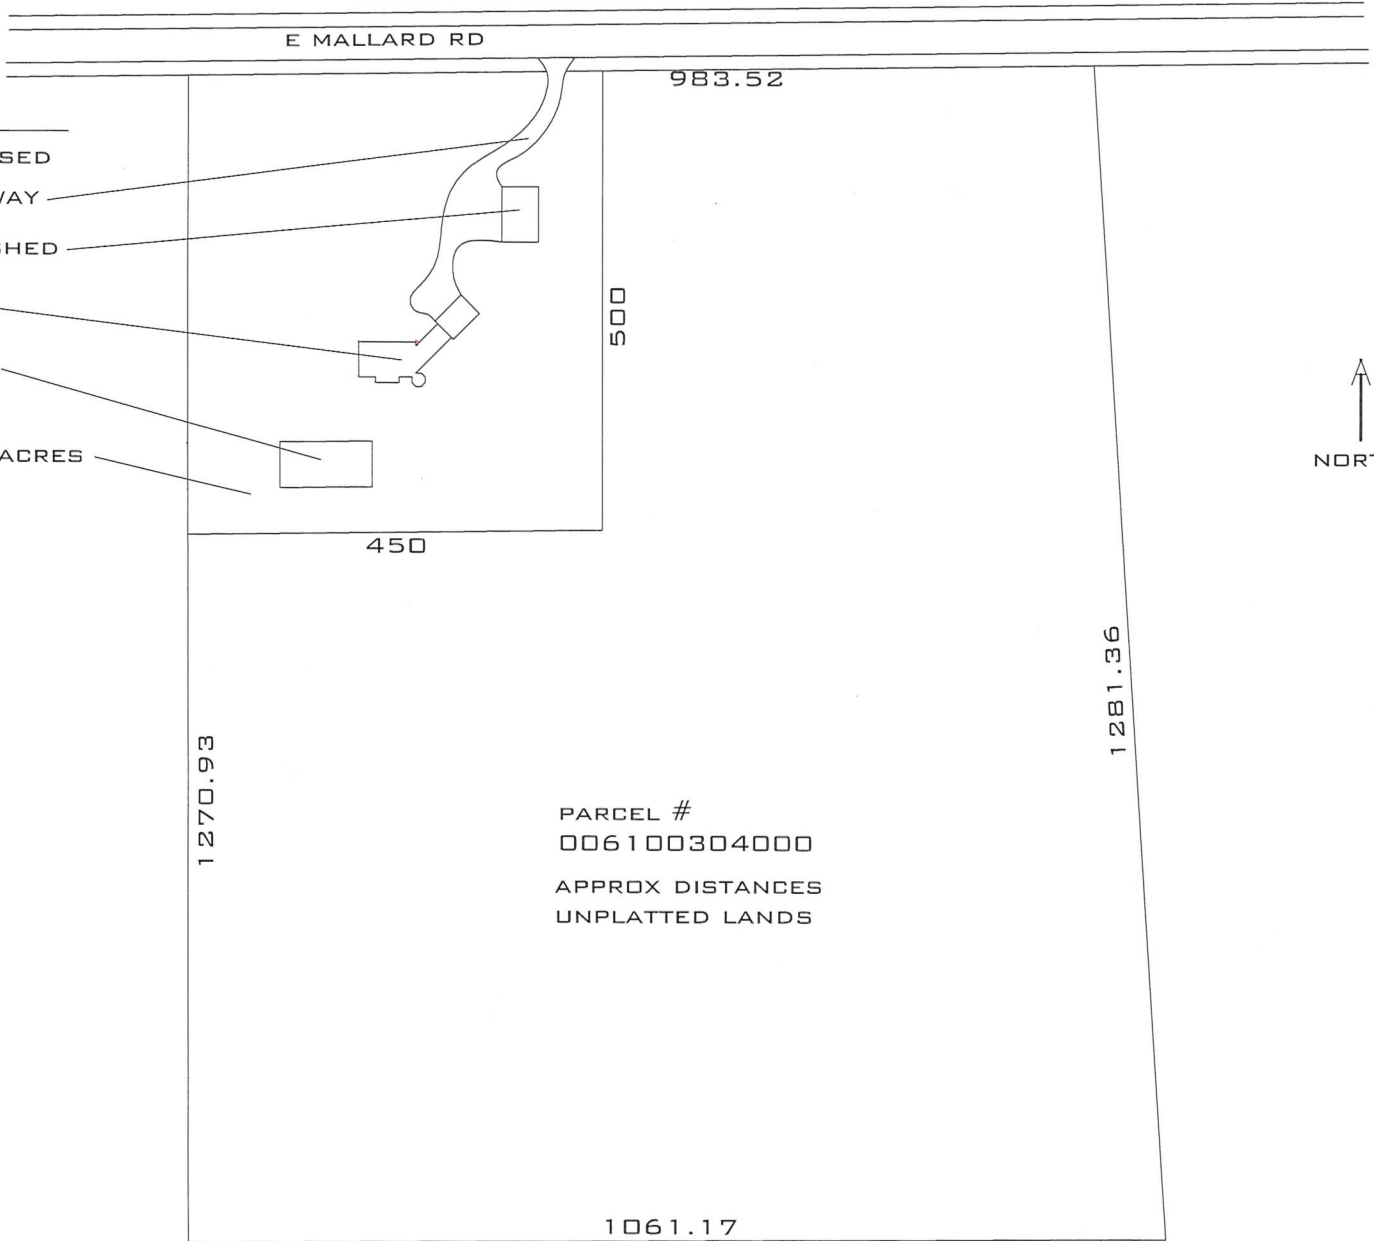 E MALLARD RD
983.52
SED
WAY
SHED
500
ACRES
NORT
450
1281.36
1270.93
PARCEL #
006100304000
APPROX DISTANCES
UNPLATTED LANDS
1061.17